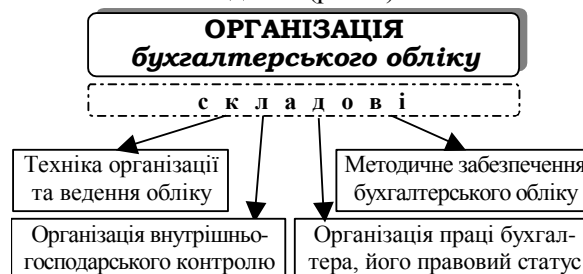 ОРГАНІЗАЦІЯ
бухгалтерського обліку
складові
Техніка організації
та ведення обліку
Методичне забезпечення
бухгалтерського обліку
Організація внутрішньо-
господарського контролю
Організація праці бухгал-
тера, його правовий статус